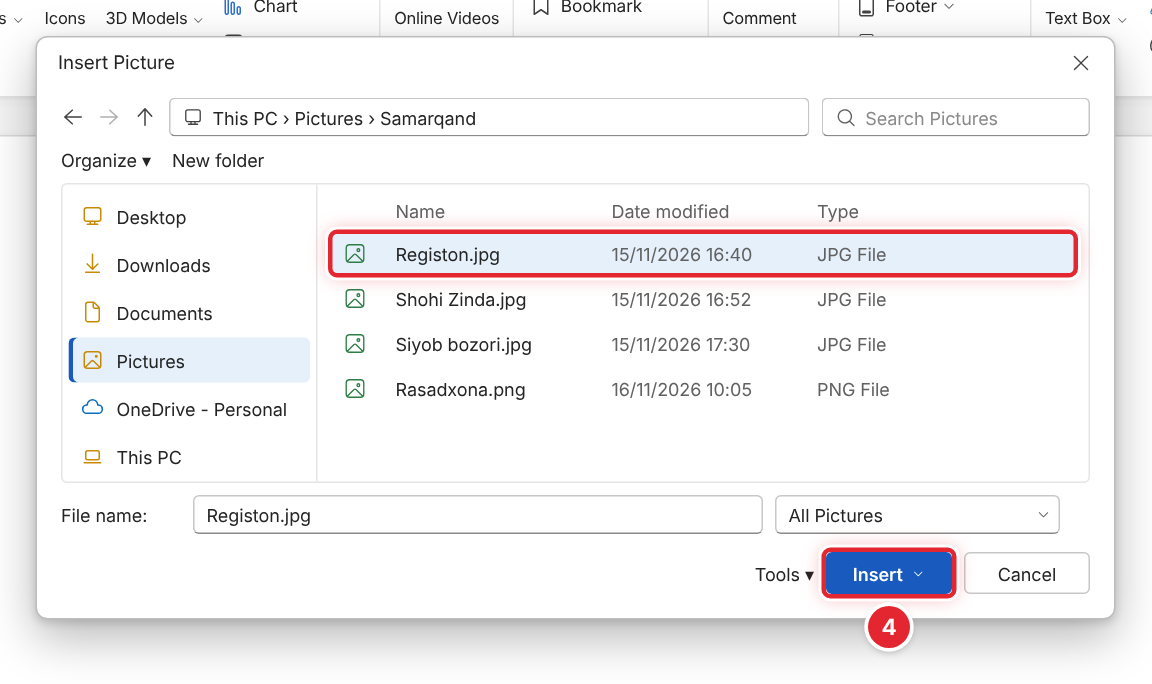 s Icons 3D Models Chart Online Videos Bookmark Comment Footer Text Box
Insert Picture
This PC › Pictures › Samarqand
Search Pictures
Organize ▾ New folder
Name Date modified Type
Desktop
Registon.jpg 15/11/2026 16:40 JPG File
Downloads
Shohi Zinda.jpg 15/11/2026 16:52 JPG File
Documents
Siyob bozori.jpg 15/11/2026 17:30 JPG File
Pictures
Rasadxona.png 16/11/2026 10:05 PNG File
OneDrive - Personal
This PC
File name: Registon.jpg All Pictures
Tools ▾ Insert Cancel
4